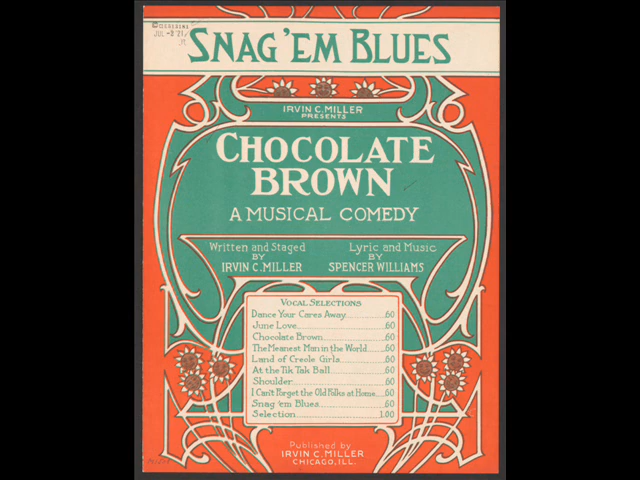 JUL -2 21
SNAG 'EM BLUES
IRVIN C. MILLER
PRESENTS
CHOCOLATE
BROWN
A MUSICAL COMEDY
Written and Staged
BY
IRVIN C. MILLER
Lyric and Music
BY
SPENCER WILLIAMS
VOCAL SELECTIONS
Dance Your Cares Away......60
June Love......60
Chocolate Brown......60
The Meanest Man in the World......60
Land of Creole Girls......60
At the Tik Tak Ball......60
Shoulder......60
I Can't Forget the Old Folks at Home......60
Snag 'em Blues......60
Selection......1.00
Published by
IRVIN C. MILLER
CHICAGO, ILL.